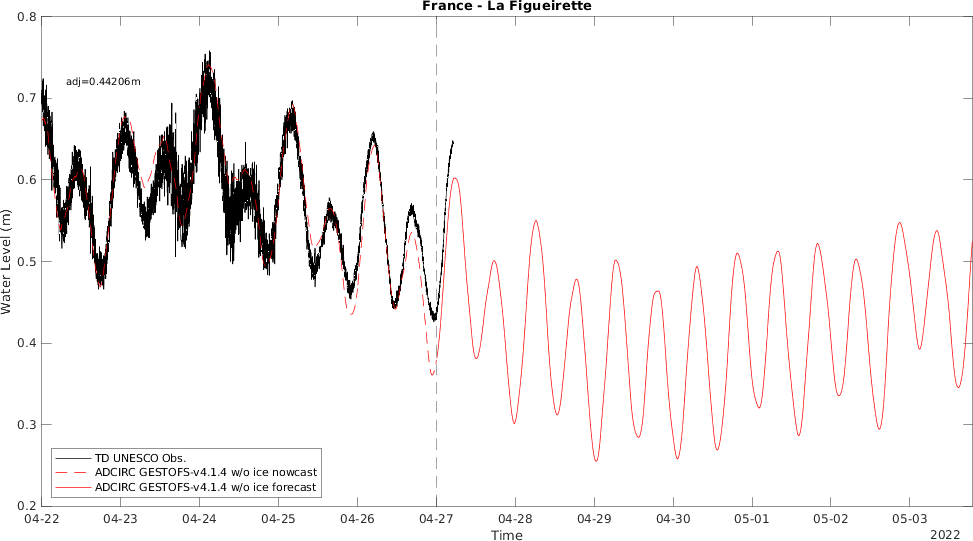 France - La Figueirette
0.8
0.7
0.6
0.5
0.4
0.3
0.2
Water Level (m)
adj=0.44206m
TD UNESCO Obs.
ADCIRC GESTOFS-v4.1.4 w/o ice nowcast
ADCIRC GESTOFS-v4.1.4 w/o ice forecast
04-22 04-23 04-24 04-25 04-26 04-27 04-28 04-29 04-30 05-01 05-02 05-03
Time
2022